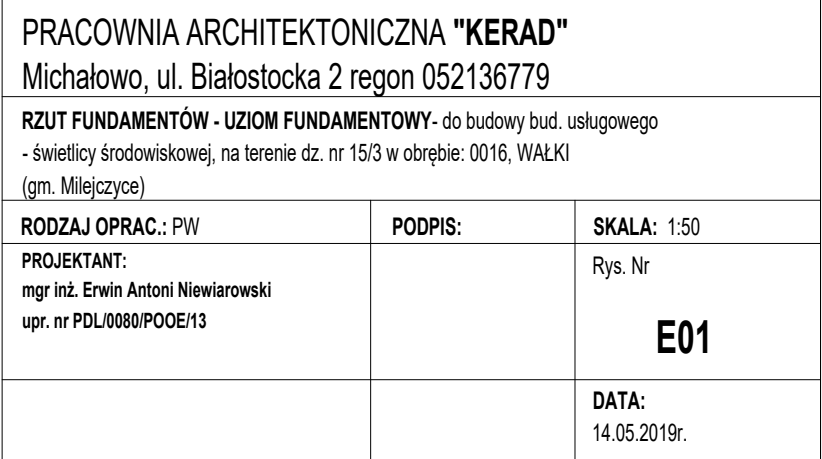 PRACOWNIA ARCHITEKTONICZNA "KERAD"
Michałowo, ul. Białostocka 2 regon 052136779
RZUT FUNDAMENTÓW - UZIOM FUNDAMENTOWY- do budowy bud. usługowego
- świetlicy środowiskowej, na terenie dz. nr 15/3 w obrębie: 0016, WAŁKI
(gm. Milejczyce)
RODZAJ OPRAC.: PW
PODPIS:
SKALA: 1:50
PROJEKTANT:
mgr inż. Erwin Antoni Niewiarowski
upr. nr PDL/0080/POOE/13
Rys. Nr
E01
DATA:
14.05.2019r.